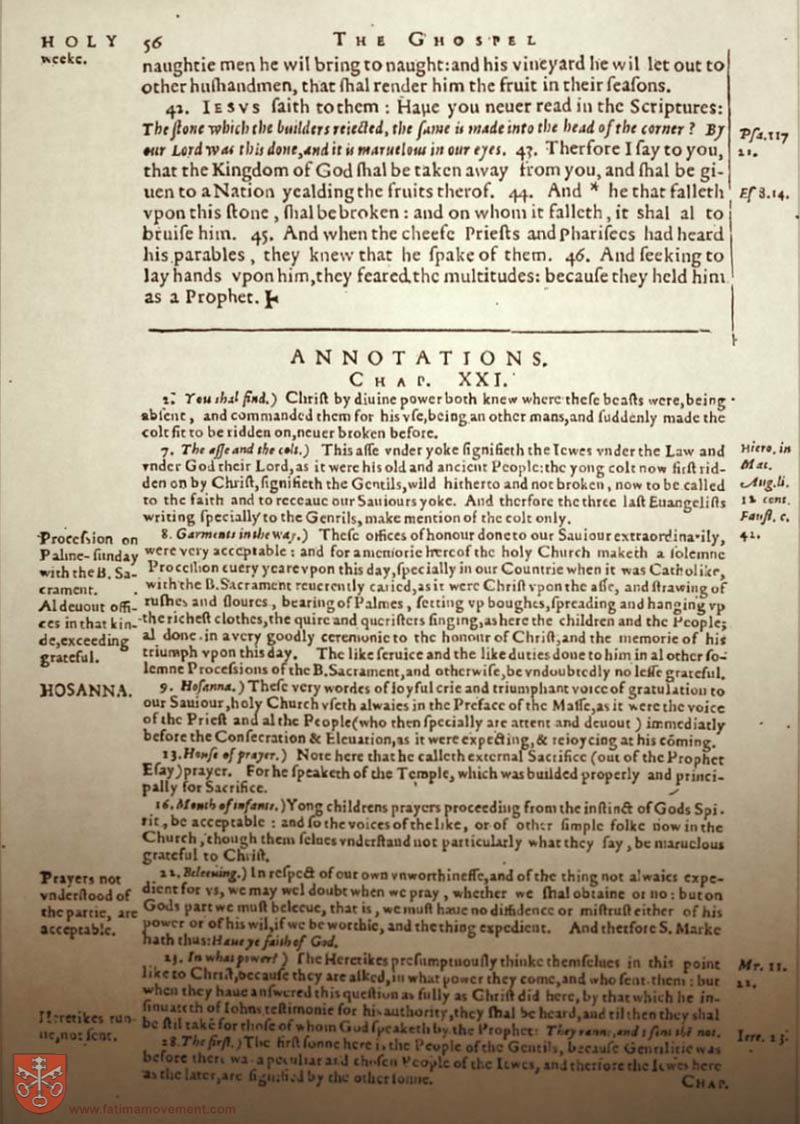 HOLY weeke.
56 THE GHOSPEL
naughtie men he wil bring to naught: and his vineyard he wil let out to
other husbandmen, that ſhal render him the fruit in their ſeaſons.
42. IESVS ſaith to them : Haue you neuer read in the Scriptures:
The ſtone which the builders reiected, the ſame is made into the head of the corner ? By
our Lord was this done, and it is maruelous in our eyes. 43. Therfore I ſay to you,
that the Kingdom of God ſhal be taken away from you, and ſhal be gi-
uen to a Nation yealding the fruits therof. 44. And * he that falleth
vpon this ſtone, ſhal be broken : and on whom it falleth, it shal al to
bruiſe him. 45. And when the cheefe Prieſts and Phariſees had heard
his parables, they knew that he ſpake of them. 46. And ſeeking to
lay hands vpon him, they feared the multitudes: becauſe they held him
as a Prophet.
Pſa. 117
21.
Eſ 8. 14.
ANNOTATIONS.
CHAP. XXI.
2. You shal find.) Chriſt by diuine power both knew where theſe beaſts were, being
abſent, and commanded them for his vſe, being an other mans, and ſuddenly made the
colt fit to be ridden on, neuer broken before.
7. The aſſe and the colt.) This aſſe vnder yoke ſignifieth the Iewes vnder the Law and
vnder God their Lord, as it were his old and ancient People: the yong colt now firſt rid-
den on by Chriſt, ſignifieth the Gentils, wild hitherto and not broken, now to be called
to the faith and to receaue our Sauiours yoke. And therfore the three laſt Euangeliſts
writing ſpecially to the Genrils, make mention of the colt only.
Hiero. in
Mat.
Aug. li.
12 cont.
Fauſt. c.
42.
8. Garments in the way.) Theſe offices of honour done to our Sauiour extraordinarily,
were very acceptable : and for a memorie hereof the holy Church maketh a ſolemne
Proceſſion euery yeare vpon this day, ſpecially in our Countrie when it was Catholike,
with the B. Sacrament reuerently caried, as it were Chriſt vpon the aſſe, and ſtrawing of
ruſhes and floures, bearing of Palmes, ſetting vp boughes, ſpreading and hanging vp
the richeſt clothes, the quire and queriſters ſinging, as here the children and the People;
al done in a very goodly ceremonie to the honour of Chriſt, and the memorie of his
triumph vpon this day. The like ſeruice and the like duties done to him in al other ſo-
lemne Proceſsions of the B. Sacrament, and otherwiſe, be vndoubtedly no leſſe grateful.
Proceſsion on
Palme-ſunday
with the B. Sa-
crament.
Al deuout offi-
ces in that kin-
de, exceeding
grateful.
HOSANNA.
9. Hoſanna.) Theſe very wordes of ioyful crie and triumphant voice of gratulation to
our Sauiour, holy Church vſeth alwaies in the Preface of the Maſſe, as it were the voice
of the Prieſt and al the People (who then ſpecially are attent and deuout) immediatly
before the Conſecration & Eleuation, as it were expecting, & reioycing at his cōming.
13. Houſe of prayer.) Note here that he calleth external Sacrifice (out of the Prophet
Eſay) prayer. For he ſpeaketh of the Temple, which was builded properly and princi-
pally for Sacrifice.
16. Mouth of infants.) Yong childrens prayers proceeding from the inſtinct of Gods Spi-
rit, be acceptable : and ſo the voices of the like, or of other ſimple folke now in the
Church, though them ſelues vnderſtand not particularly what they ſay, be maruelous
grateful to Chriſt.
Prayers not
vnderſtood of
the partie, are
acceptable.
22. Beleeuing.) In reſpect of our own vnworthineſſe, and of the thing not alwaies expe-
dient for vs, we may wel doubt when we pray, whether we ſhal obtaine or no: but on
Gods part we muſt beleeue, that is, we muſt haue no diffidence or miſtruſt either of his
power or of his wil, if we be worthie, and the thing expedient. And therfore S. Marke
hath thus: Haue ye faith of God.
23. In what power?) The Heretikes preſumptuouſly thinke themſelues in this point
like to Chriſt, becauſe they are asked, in what power they come, and who ſent them : but
when they haue anſwered this queſtion as fully as Chriſt did here, by that which he in-
ſinuateth of Iohns teſtimonie for his authority, they ſhal be heard, and til then they ſhal
be ſtil take for thoſe of whom God ſpeaketh by the Prophet: They ranne, and I ſent thē not.
Mr. 11.
22.
Heretikes run-
ne, not ſent.
Iere. 23.
28. The firſt.) The firſt ſonne here is the People of the Gentils, becauſe Gentilitie was
before there was a peculiar and choſen People of the Iewes, and therfore the Iewes here
as the later, are ſignified by the other ſonne.
CHAP.
www.fatimamovement.com